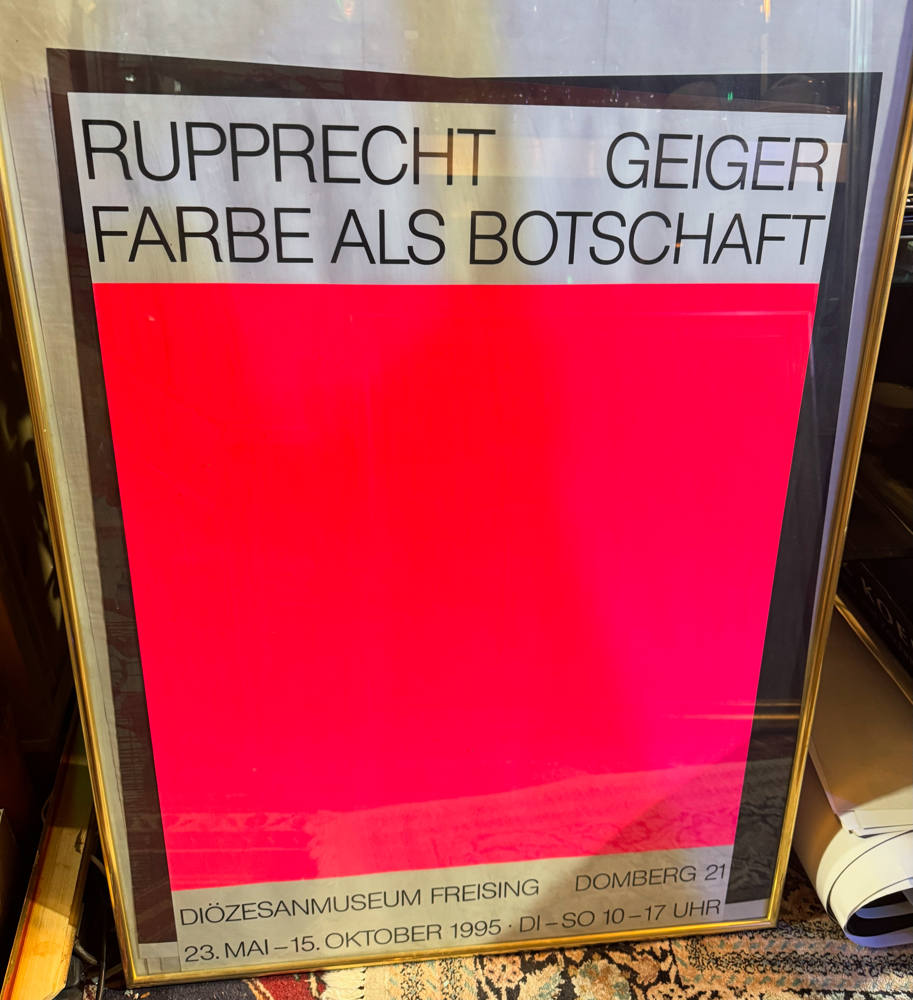 RUPPRECHT GEIGER
FARBE ALS BOTSCHAFT
DIÖZESANMUSEUM FREISING DOMBERG 21
23. MAI – 15. OKTOBER 1995 · DI – SO 10 – 17 UHR